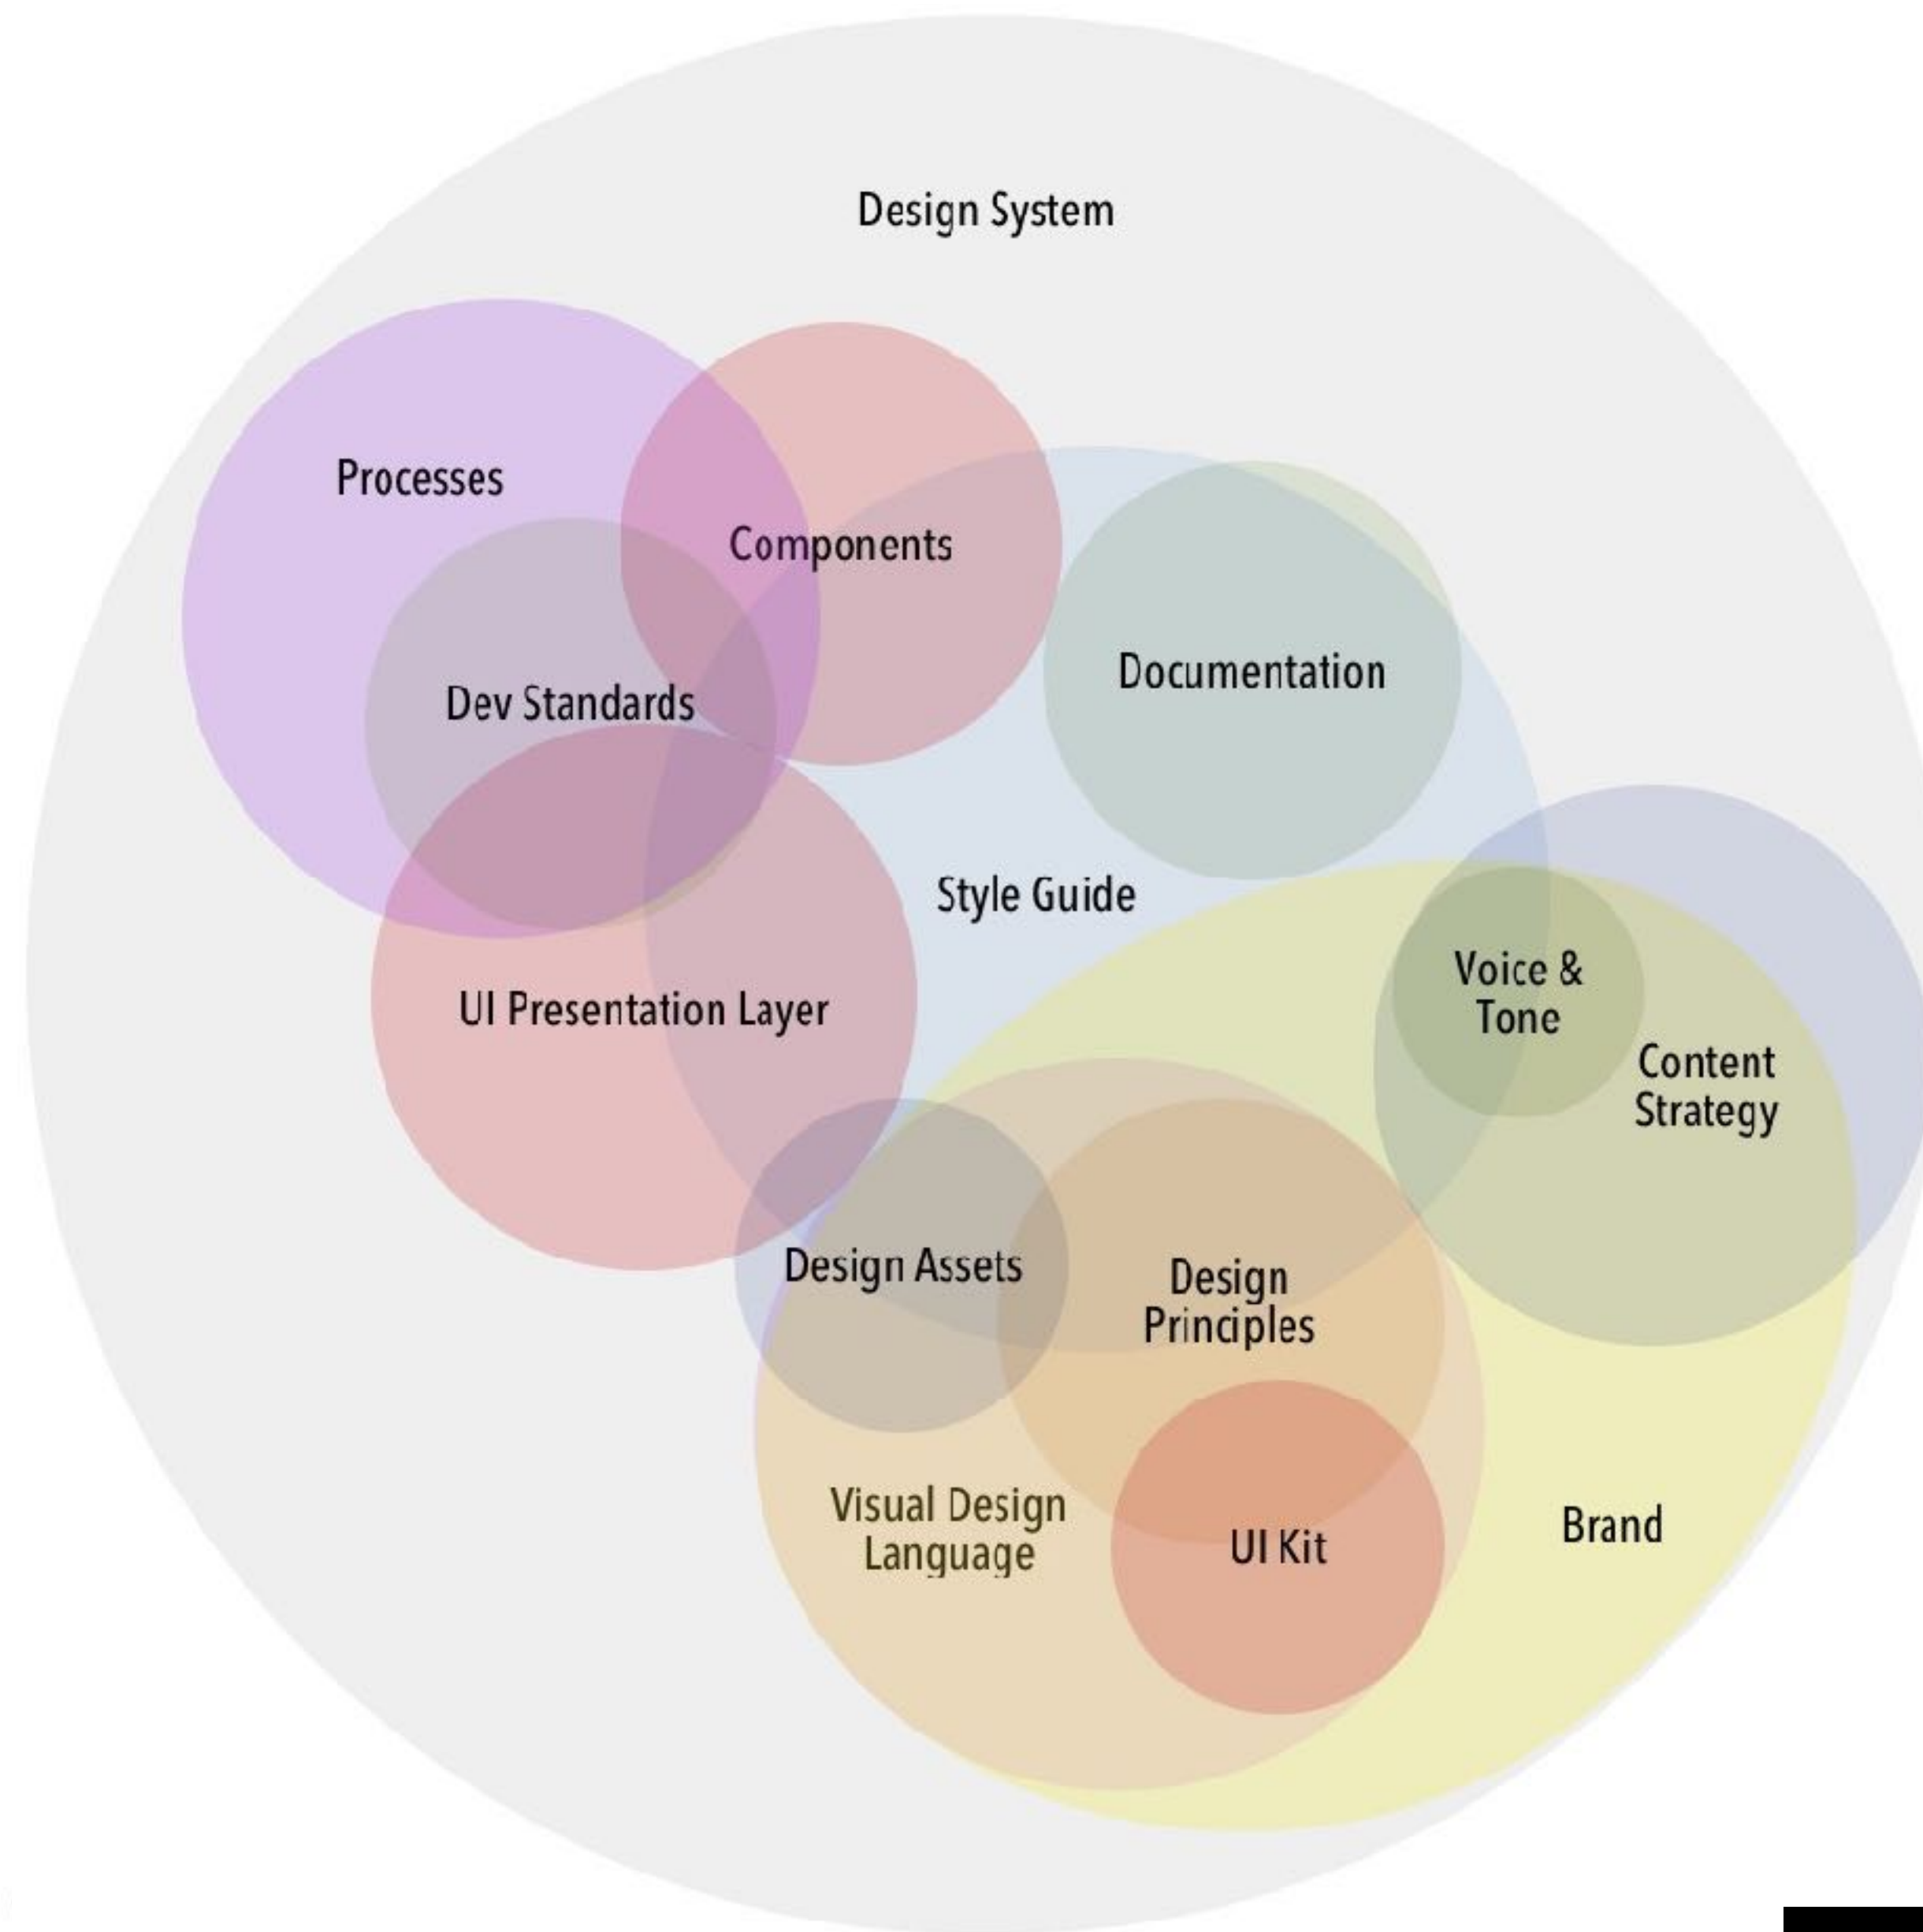 Design System
Processes
Components
Documentation
Dev Standards
Style Guide
Voice &
Tone
UI Presentation Layer
Content
Strategy
Design Assets
Design
Principles
Visual Design
Language
UI Kit
Brand